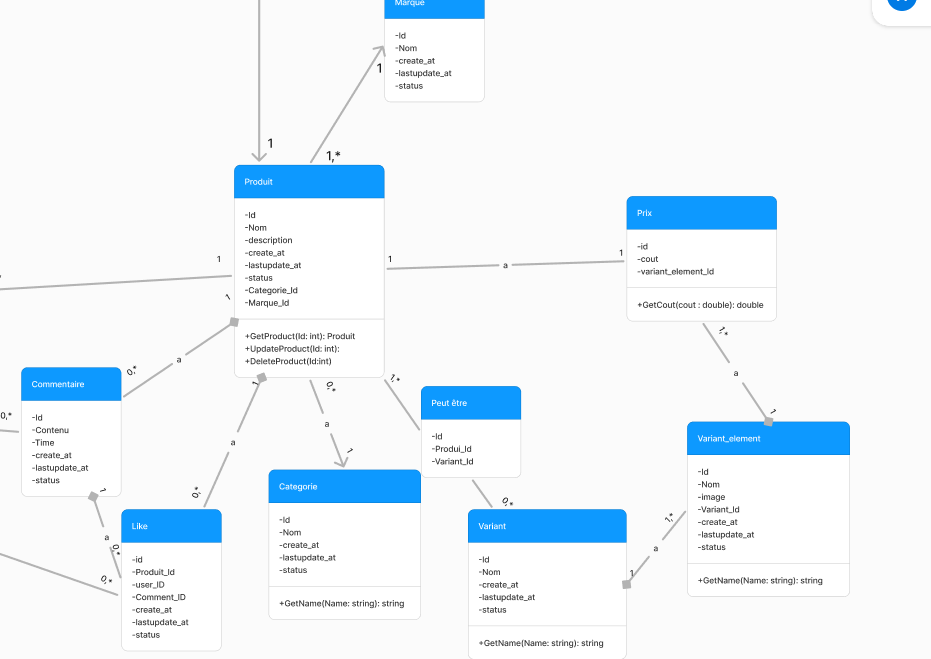 Marque
-Id
-Nom
-create_at
-lastupdate_at
-status
1
1
1,*
Produit
-Id
-Nom
-description
-create_at
-lastupdate_at
-status
-Categorie_Id
-Marque_Id
+GetProduct(Id: int): Produit
+UpdateProduct(Id: int):
+DeleteProduct(Id:int)
1
1
1
a
1
Prix
-id
-cout
-variant_element_Id
+GetCout(cout : double): double
1,*
a
1
a
0,*
Commentaire
-Id
-Contenu
-Time
-create_at
-lastupdate_at
-status
0,*
1
a
0,*
0,*
1
a
0,*
Like
-id
-Produit_Id
-user_ID
-Comment_ID
-create_at
-lastupdate_at
-status
0,*
a
1
Categorie
-Id
-Nom
-create_at
-lastupdate_at
-status
+GetName(Name: string): string
1,*
Peut être
-Id
-Produi_Id
-Variant_Id
0,*
Variant
-Id
-Nom
-create_at
-lastupdate_at
-status
+GetName(Name: string): string
1
a
1,*
Variant_element
-Id
-Nom
-image
-Variant_Id
-create_at
-lastupdate_at
-status
+GetName(Name: string): string